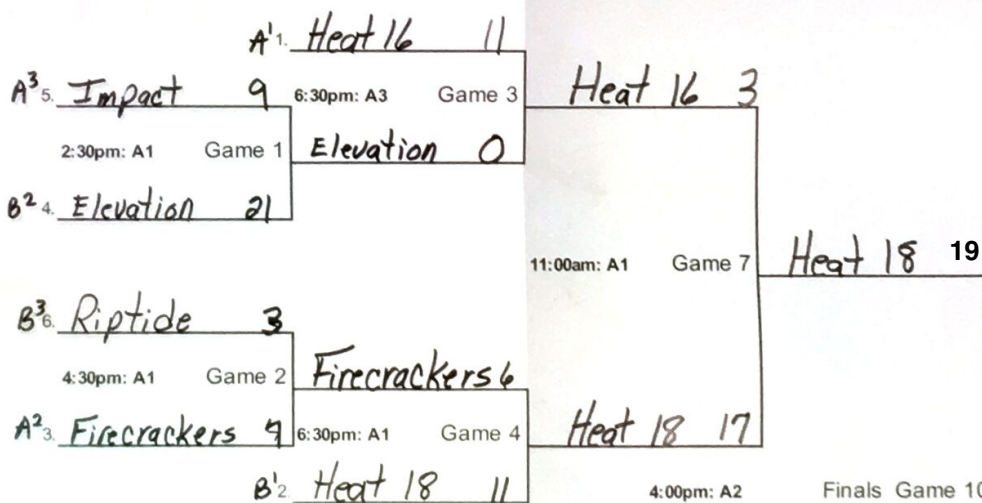 A1 1. Heat 16 11
A3 5. Impact 9
6:30pm: A3 Game 3
Heat 16 3
2:30pm: A1 Game 1
Elevation 0
B2 4. Elevation 21
11:00am: A1 Game 7
Heat 18 19
B3 6. Riptide 3
4:30pm: A1 Game 2
Firecrackers 6
A2 3. Firecrackers
6:30pm: A1 Game 4
Heat 18 17
B1 2. Heat 18 11
4:00pm: A2 Finals Game 10